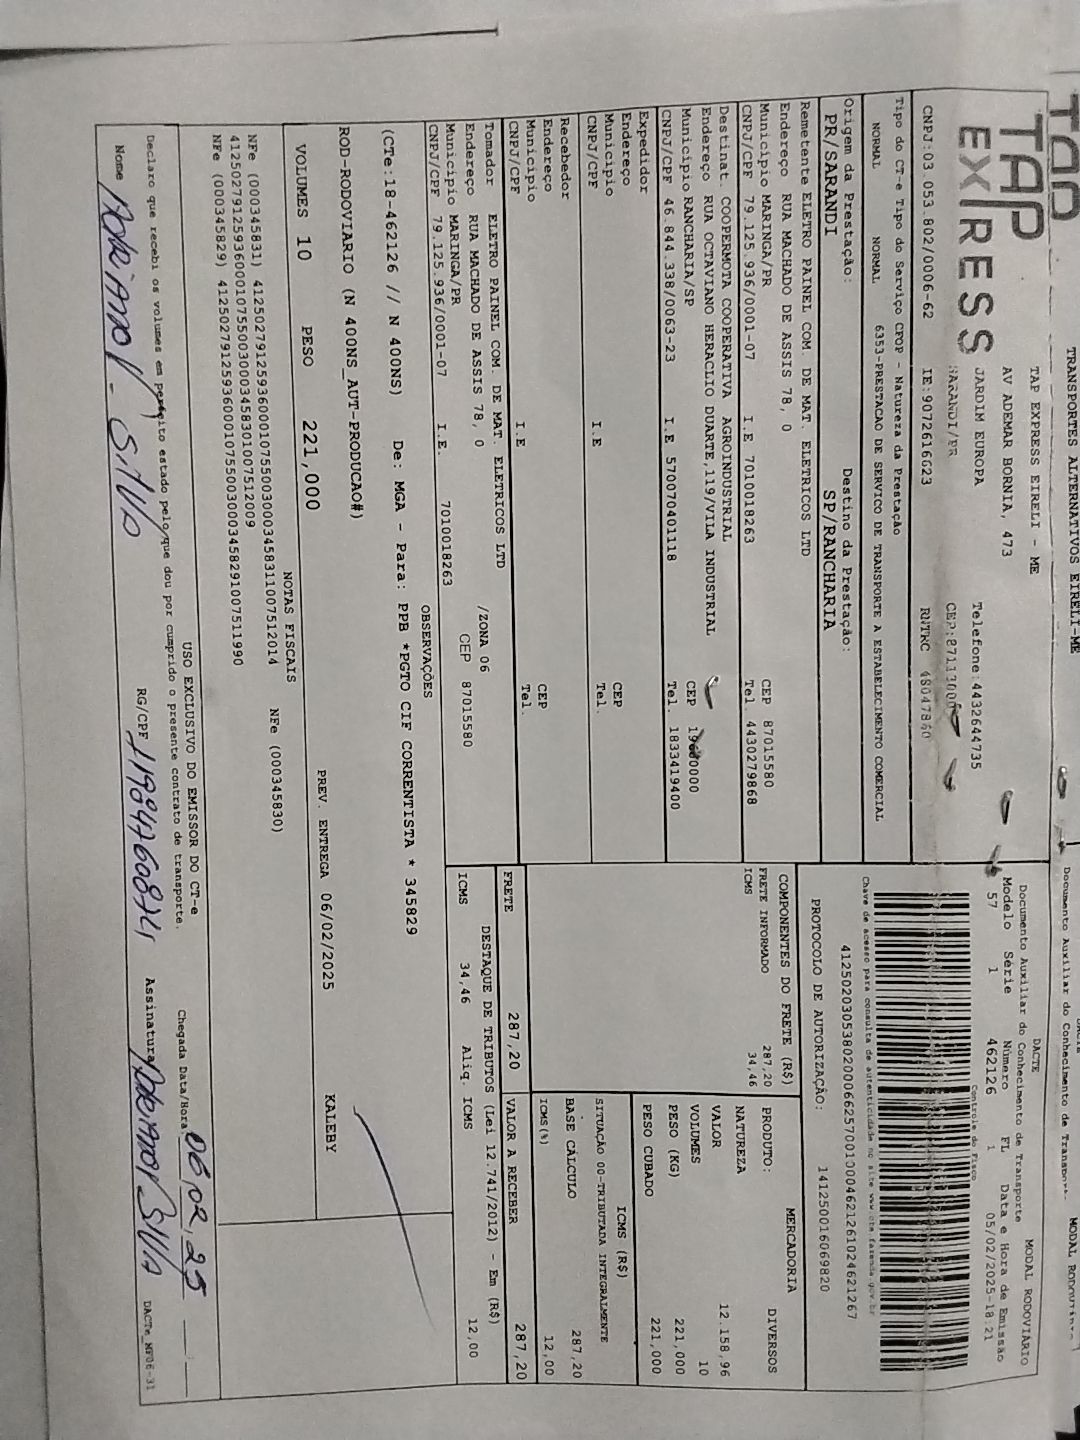 TRANSPORTES ALTERNATIVOS EIRELI-ME
Documento Auxiliar do Conhecimento de
TAP
EXPRESS
TAP EXPRESS EIRELI - ME
AV ADEMAR BORNIA, 473
JARDIM EUROPA
SARANDI/PR
Telefone:4432644735
CEP:87113000
CNPJ:03.053.802/0006-62 IE:9072616623 RNTRC 48047860
DACTE MODAL RODOVIÁRIO
Documento Auxiliar do Conhecimento de Transporte
Modelo Série Número FL Data e Hora de Emissão
57 1 462126 1 05/02/2025-18:21
Controle do Fisco
Chave de acesso para consulta de autenticidade no site www.cte.fazenda.gov.br
41250203053802000662570010004621261024621267
PROTOCOLO DE AUTORIZAÇÃO: 141250016069820
Tipo do CT-e Tipo do Serviço CFOP - Natureza da Prestação
NORMAL NORMAL 6353-PRESTACAO DE SERVICO DE TRANSPORTE A ESTABELECIMENTO COMERCIAL
Origem da Prestação: Destino da Prestação:
PR/SARANDI SP/RANCHARIA
Remetente ELETRO PAINEL COM. DE MAT. ELETRICOS LTD
Endereço RUA MACHADO DE ASSIS 78, 0
Município MARINGA/PR CEP 87015580
CNPJ/CPF 79.125.936/0001-07 I.E 7010018263 Tel. 4430279868
Destinat. COOPERMOTA COOPERATIVA AGROINDUSTRIAL
Endereço RUA OCTAVIANO HERACLIO DUARTE,119/VILA INDUSTRIAL
Município RANCHARIA/SP CEP
CNPJ/CPF 46.844.338/0063-23 I.E 570070401118 Tel. 1833419400
Expedidor
Endereço
Município CEP
CNPJ/CPF I.E Tel.
Recebedor
Endereço
Município CEP
CNPJ/CPF I.E Tel.
Tomador ELETRO PAINEL COM. DE MAT. ELETRICOS LTD
Endereço RUA MACHADO DE ASSIS 78, 0 /ZONA 06
Município MARINGA/PR CEP 87015580
CNPJ/CPF 79.125.936/0001-07 I.E. 7010018263
COMPONENTES DO FRETE (R$)
FRETE INFORMADO 287,20
ICMS 34,46
MERCADORIA
PRODUTO: DIVERSOS
NATUREZA
VALOR 12.158,96
VOLUMES 10
PESO (KG) 221,000
PESO CUBADO 221,000
ICMS (R$)
SITUAÇÃO 00-TRIBUTADA INTEGRALMENTE
BASE CÁLCULO 287,20
ICMS(%) 12,00
FRETE 287,20 VALOR A RECEBER 287,20
DESTAQUE DE TRIBUTOS (Lei 12.741/2012) - Em (R$)
ICMS 34,46 Aliq. ICMS 12,00
OBSERVAÇÕES
(CTe:18-462126 // N 400NS) De: MGA - Para: PPB *PGTO CIF CORRENTISTA * 345829
ROD-RODOVIARIO (N 400NS_AUT-PRODUCAO#)
VOLUMES 10 PESO 221,000 PREV. ENTREGA 06/02/2025 KALEBY
NOTAS FISCAIS
NFe (000345831) 41250279125936000107550030003458311007512014 NFe (000345830)
41250279125936000107550030003458301007512009
NFe (000345829) 41250279125936000107550030003458291007511990
USO EXCLUSIVO DO EMISSOR DO CT-e
Declaro que recebi os volumes em perfeito estado pelo que dou por cumprido o presente contrato de transporte.
Chegada Data/Hora 06,02,25
Nome Silva RG/CPF Assinatura Silva
DACTe_MF06-31